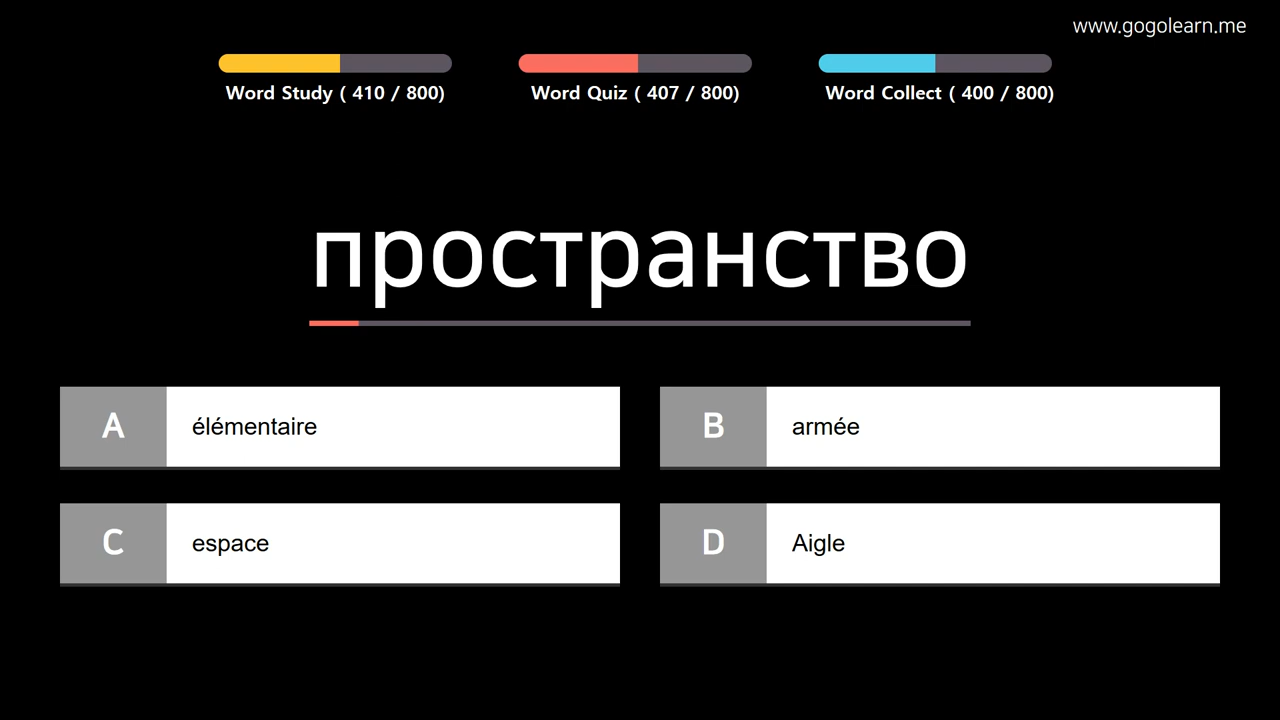 www.gogolearn.me
Word Study ( 410 / 800)
Word Quiz ( 407 / 800)
Word Collect ( 400 / 800)
пространство
A élémentaire
B armée
C espace
D Aigle